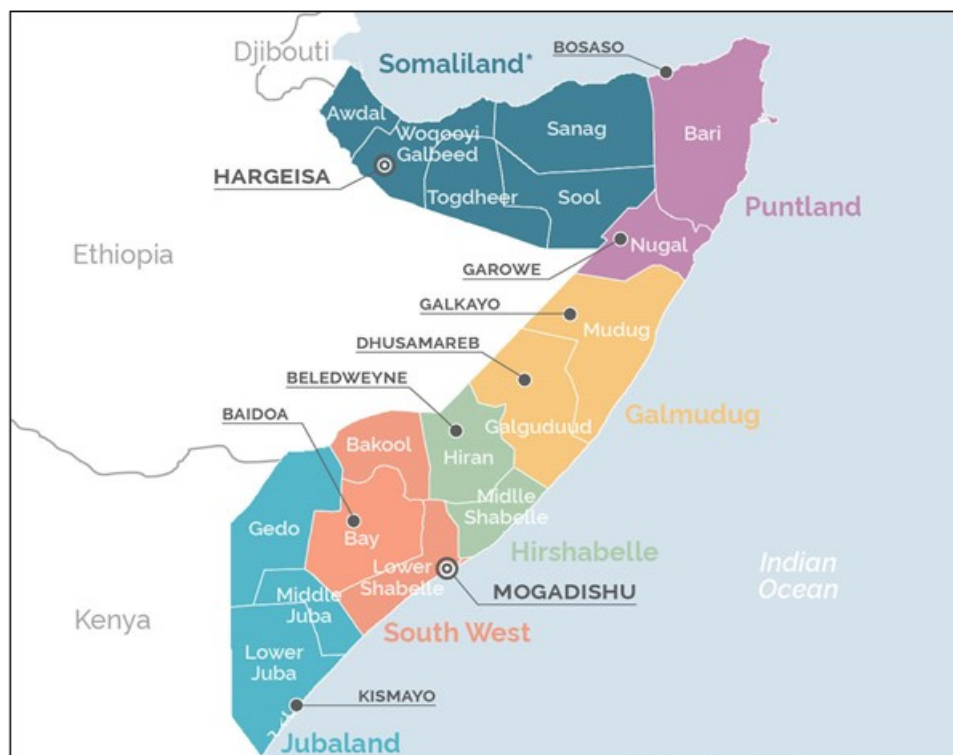 Djibouti
Somaliland*
BOSASO
Awdal
Woqooyi
Galbeed
Sanag
Bari
HARGEISA
Togdheer
Sool
Puntland
Ethiopia
Nugal
GAROWE
GALKAYO
Mudug
DHUSAMAREB
BELEDWEYNE
BAIDOA
Galguduud
Galmudug
Bakool
Hiran
Midlle
Shabelle
Gedo
Bay
Hirshabelle
Indian
Ocean
Lower
Shabelle
MOGADISHU
Middle
Juba
Kenya
South West
Lower
Juba
KISMAYO
Jubaland